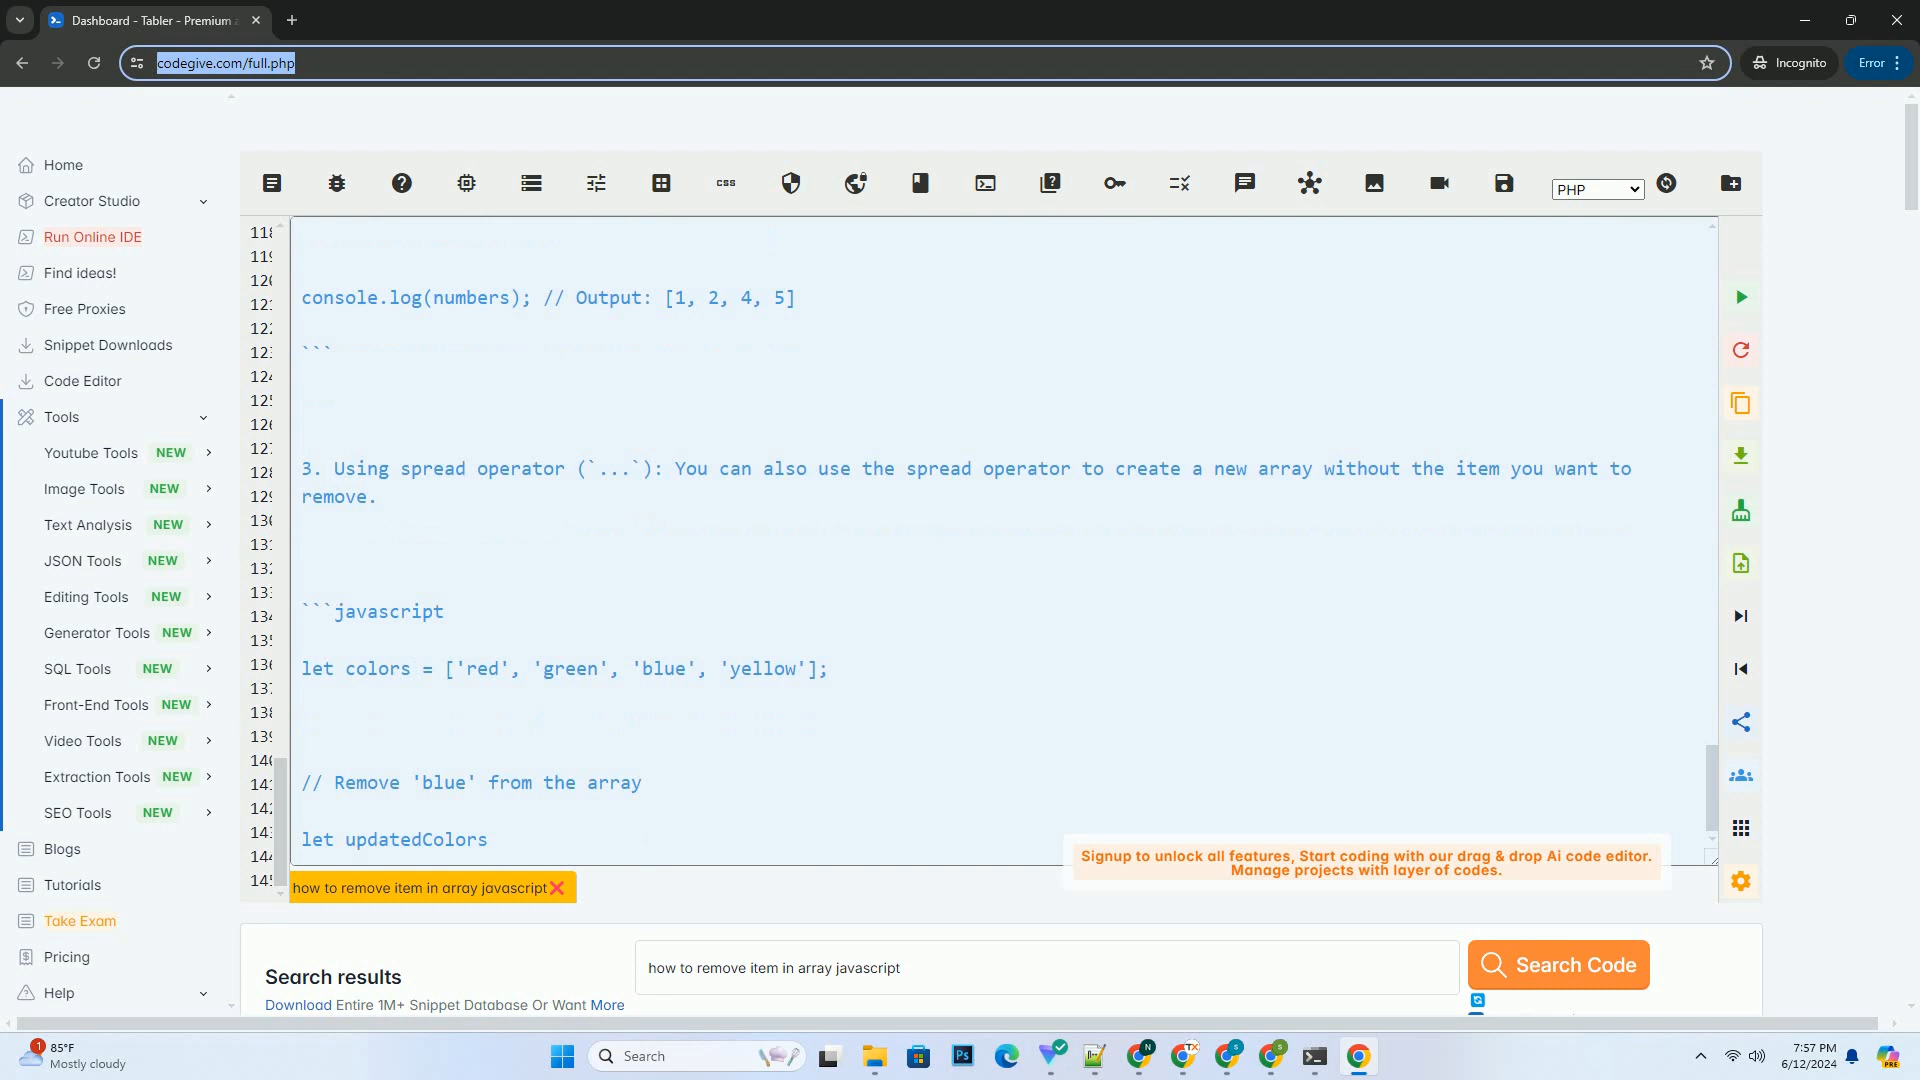 Dashboard - Tabler - Premium
codegive.com/full.php
Incognito
Error
Home
Creator Studio
Run Online IDE
Find ideas!
Free Proxies
Snippet Downloads
Code Editor
Tools
Youtube Tools NEW
Image Tools NEW
Text Analysis NEW
JSON Tools NEW
Editing Tools NEW
Generator Tools NEW
SQL Tools NEW
Front-End Tools NEW
Video Tools NEW
Extraction Tools NEW
SEO Tools NEW
Blogs
Tutorials
Take Exam
Pricing
Help
css
PHP
console.log(numbers); // Output: [1, 2, 4, 5]
```
3. Using spread operator (`...`): You can also use the spread operator to create a new array without the item you want to
remove.
```javascript
let colors = ['red', 'green', 'blue', 'yellow'];
// Remove 'blue' from the array
let updatedColors
Signup to unlock all features, Start coding with our drag & drop Ai code editor.
Manage projects with layer of codes.
how to remove item in array javascript
Search results
how to remove item in array javascript
Search Code
Download Entire 1M+ Snippet Database Or Want More
1
85°F
Mostly cloudy
Search
7:57 PM
6/12/2024